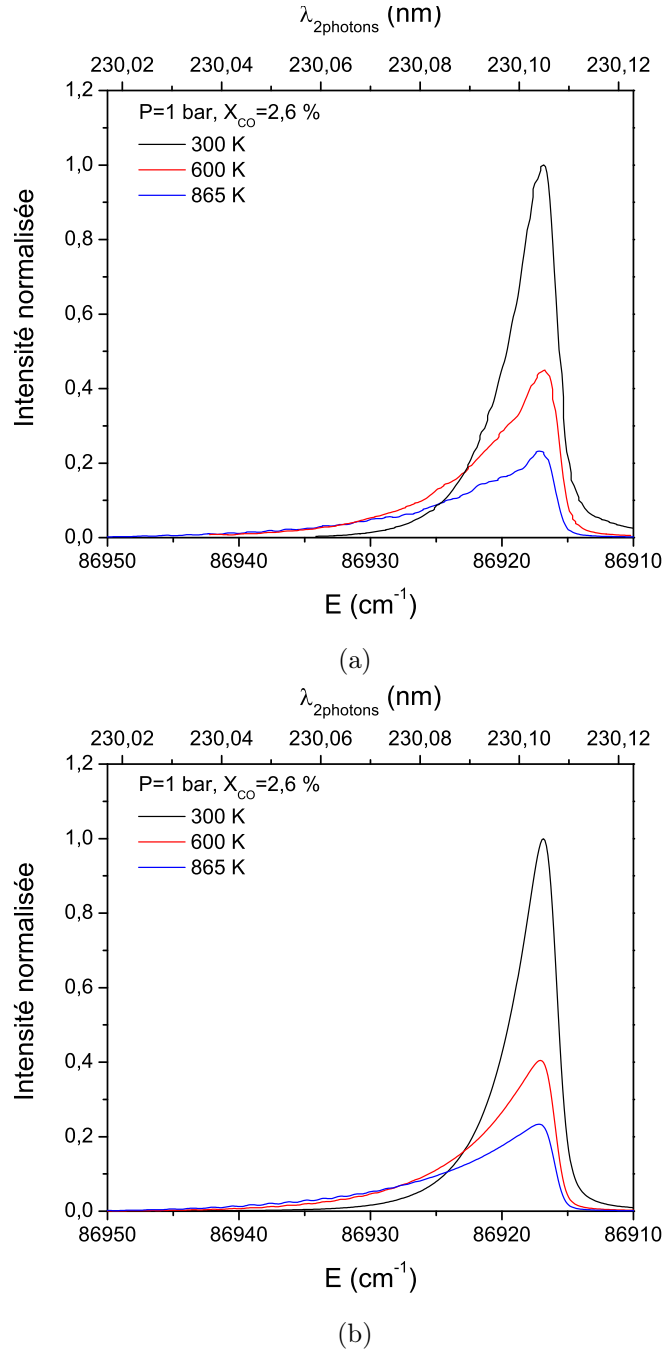 λ2photons (nm)
230,02 230,04 230,06 230,08 230,10 230,12
1,2
P=1 bar, XCO=2,6 %
300 K
1,0
600 K
865 K
0,8
Intensité normalisée
0,6
0,4
0,2
0,0
86950 86940 86930 86920 86910
E (cm-1)
(a)
λ2photons (nm)
230,02 230,04 230,06 230,08 230,10 230,12
1,2
P=1 bar, XCO=2,6 %
300 K
1,0
600 K
865 K
0,8
Intensité normalisée
0,6
0,4
0,2
0,0
86950 86940 86930 86920 86910
E (cm-1)
(b)